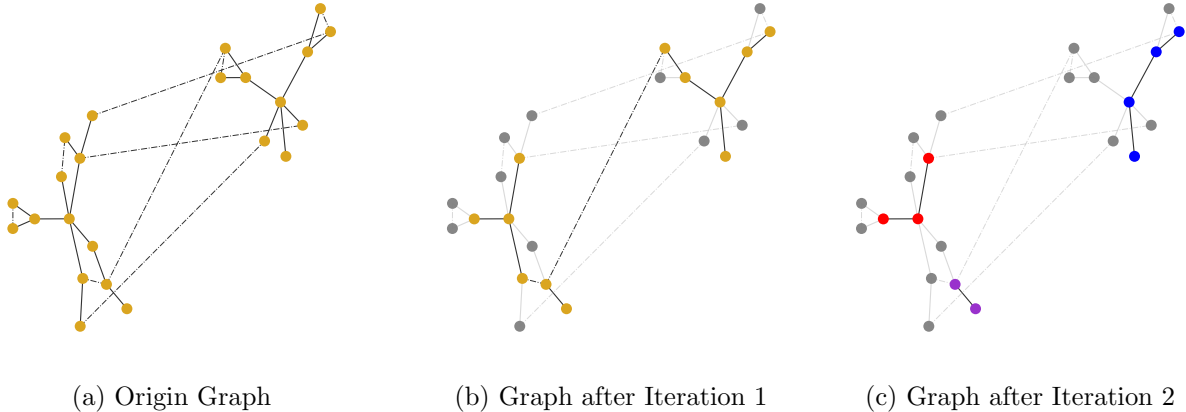 (a) Origin Graph
(b) Graph after Iteration 1
(c) Graph after Iteration 2